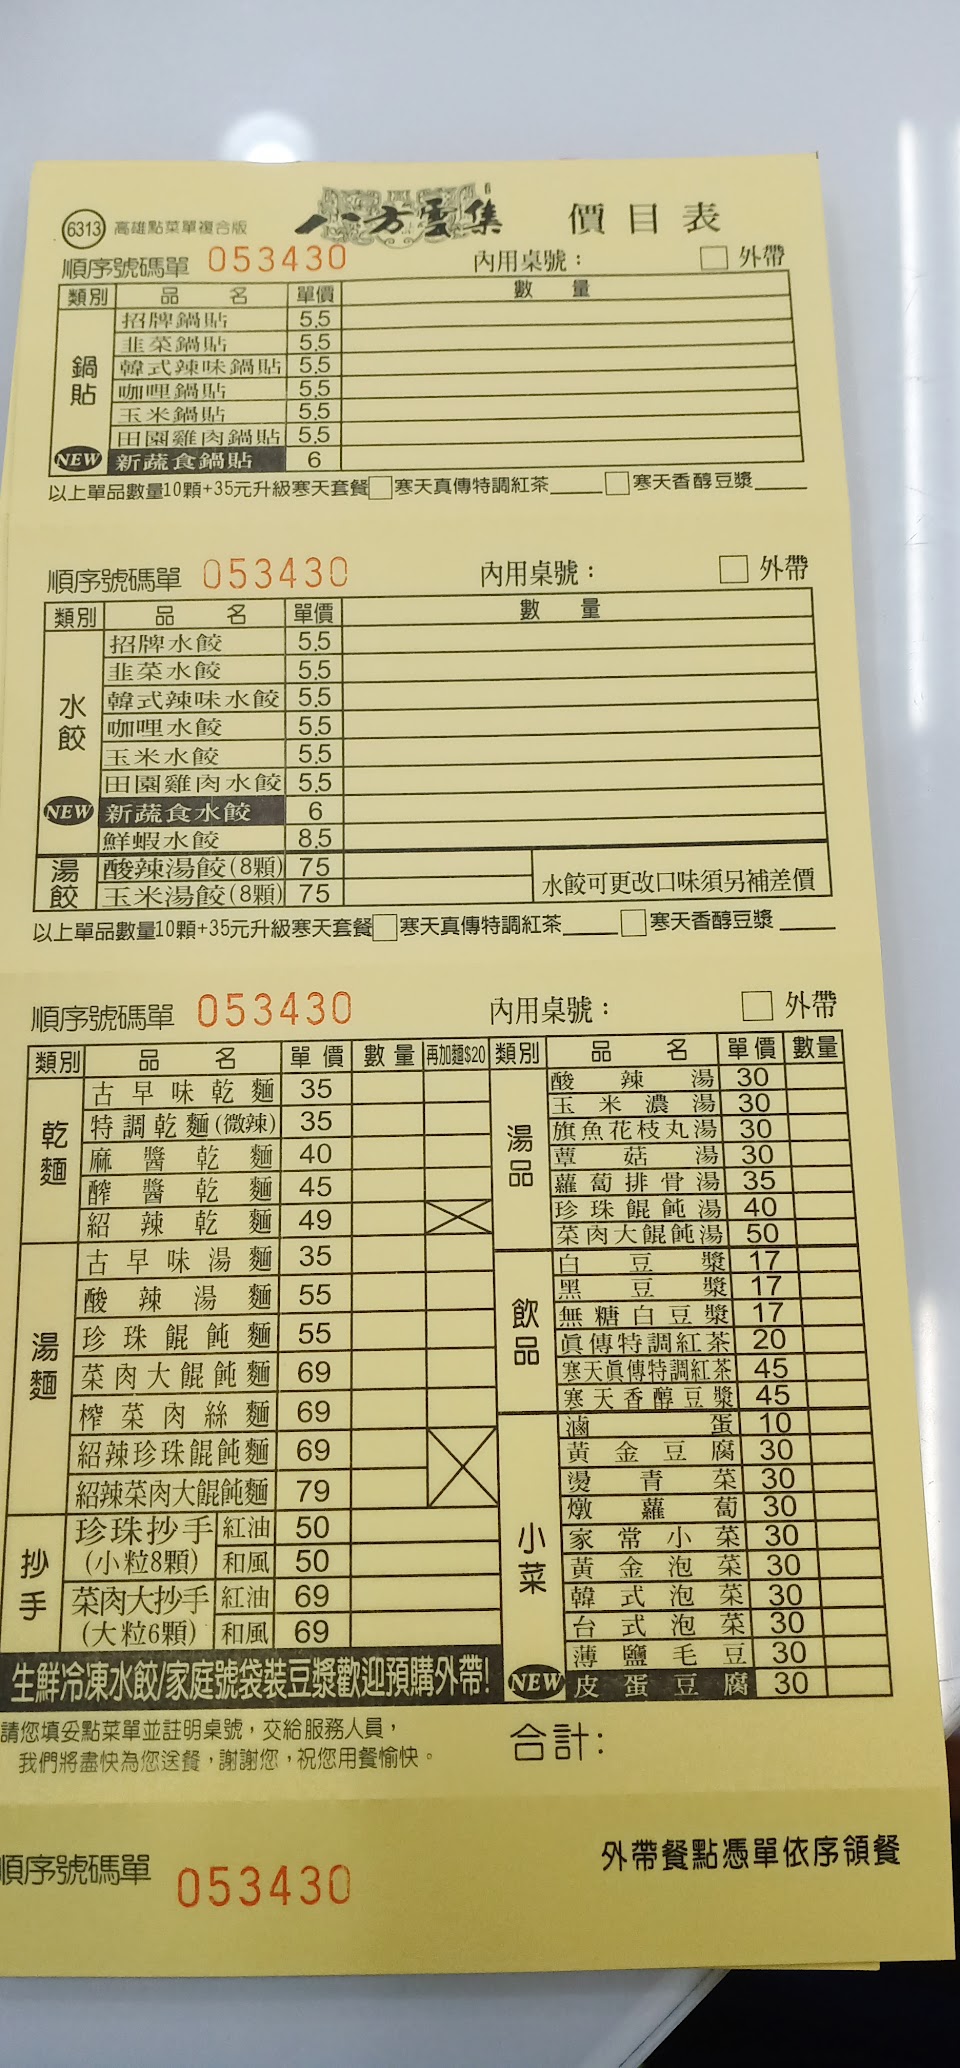 6313 高雄點菜單複合版 八方雲集 價目表
順序號碼單 053430 內用桌號： □ 外帶
類別 品名 單價 數量
鍋貼
招牌鍋貼 5.5
韭菜鍋貼 5.5
韓式辣味鍋貼 5.5
咖哩鍋貼 5.5
玉米鍋貼 5.5
田園雞肉鍋貼 5.5
NEW 新蔬食鍋貼 6
以上單品數量10顆+35元升級寒天套餐□寒天真傳特調紅茶____ □寒天香醇豆漿____
順序號碼單 053430 內用桌號： □ 外帶
類別 品名 單價 數量
水餃
招牌水餃 5.5
韭菜水餃 5.5
韓式辣味水餃 5.5
咖哩水餃 5.5
玉米水餃 5.5
田園雞肉水餃 5.5
NEW 新蔬食水餃 6
鮮蝦水餃 8.5
湯餃
酸辣湯餃(8顆) 75
玉米湯餃(8顆) 75
水餃可更改口味須另補差價
以上單品數量10顆+35元升級寒天套餐□寒天真傳特調紅茶____ □寒天香醇豆漿____
順序號碼單 053430 內用桌號： □ 外帶
類別 品名 單價 數量 再加麵$20
乾麵
古早味乾麵 35
特調乾麵(微辣) 35
麻醬乾麵 40
醡醬乾麵 45
紹辣乾麵 49
湯麵
古早味湯麵 35
酸辣湯麵 55
珍珠餛飩麵 55
菜肉大餛飩麵 69
榨菜肉絲麵 69
紹辣珍珠餛飩麵 69
紹辣菜肉大餛飩麵 79
抄手
珍珠抄手(小粒8顆) 紅油 50
和風 50
菜肉大抄手(大粒6顆) 紅油 69
和風 69
類別 品名 單價 數量
湯品
酸辣湯 30
玉米濃湯 30
旗魚花枝丸湯 30
蕈菇湯 30
蘿蔔排骨湯 35
珍珠餛飩湯 40
菜肉大餛飩湯 50
飲品
白豆漿 17
黑豆漿 17
無糖白豆漿 17
眞傳特調紅茶 20
寒天眞傳特調紅茶 45
寒天香醇豆漿 45
小菜
滷蛋 10
黃金豆腐 30
燙青菜 30
燉蘿蔔 30
家常小菜 30
黃金泡菜 30
韓式泡菜 30
台式泡菜 30
薄鹽毛豆 30
NEW 皮蛋豆腐 30
生鮮冷凍水餃/家庭號袋裝豆漿歡迎預購外帶!
請您填妥點菜單並註明桌號，交給服務人員，
我們將盡快為您送餐，謝謝您，祝您用餐愉快。
合計:
順序號碼單 053430 外帶餐點憑單依序領餐